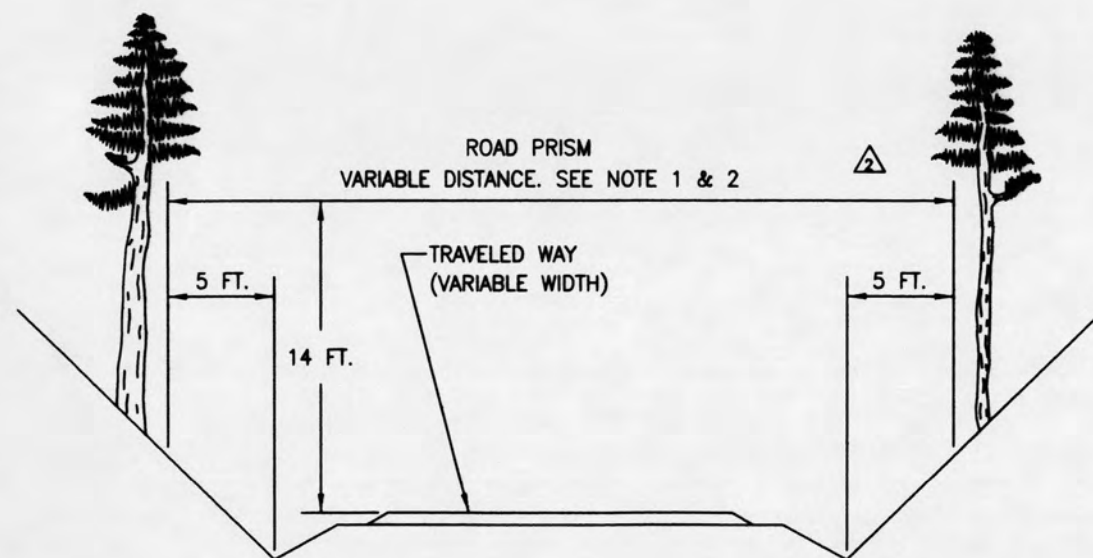 ROAD PRISM
VARIABLE DISTANCE. SEE NOTE 1 & 2
2
TRAVELED WAY
(VARIABLE WIDTH)
5 FT.
5 FT.
14 FT.